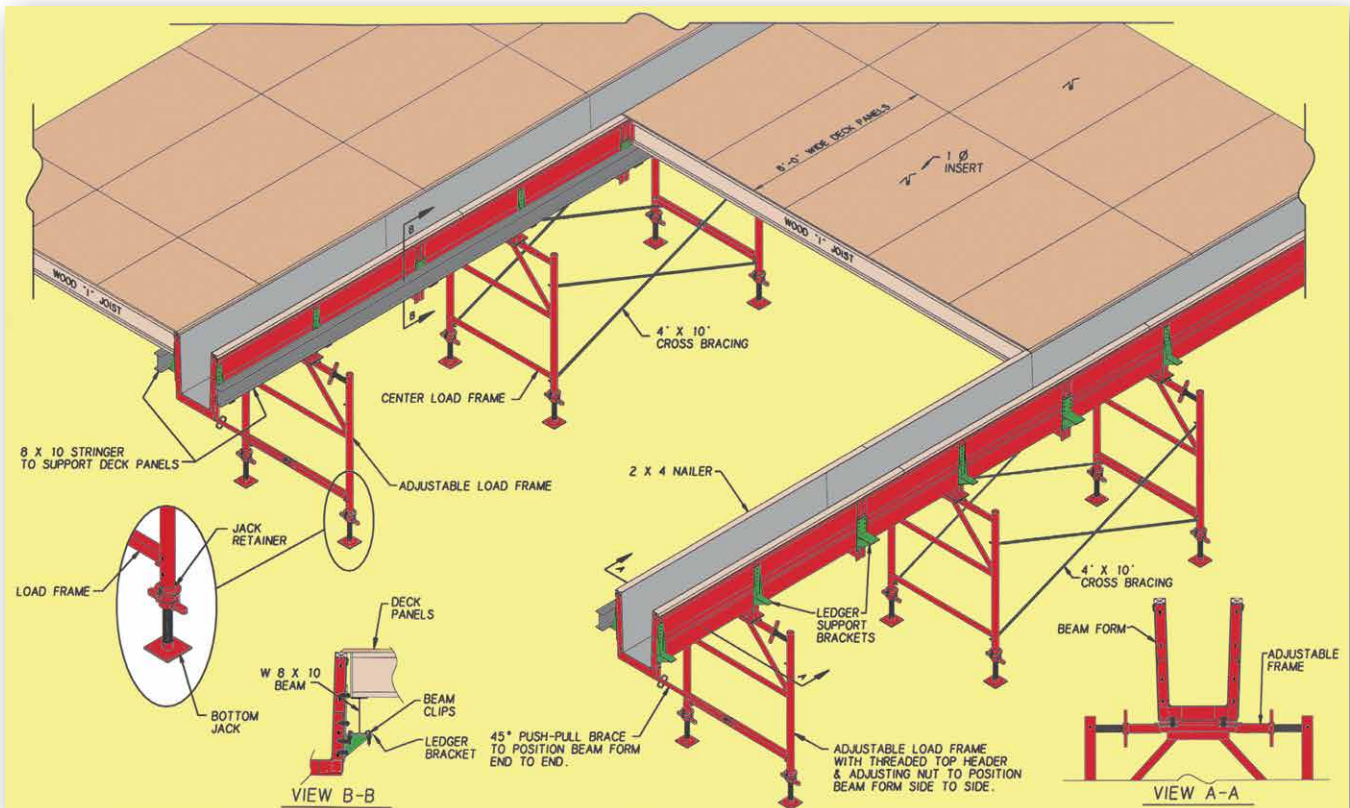 8'-0" WIDE DECK PANELS
1 Ø
INSERT
WOOD "I" JOIST
WOOD "I" JOIST
B
B
4' X 10'
CROSS BRACING
CENTER LOAD FRAME
8 X 10 STRINGER
TO SUPPORT DECK PANELS
ADJUSTABLE LOAD FRAME
2 X 4 NAILER
JACK
RETAINER
LOAD FRAME
BOTTOM
JACK
A
A
LEDGER
SUPPORT
BRACKETS
4' X 10'
CROSS BRACING
DECK
PANELS
W 8 X 10
BEAM
BEAM
CLIPS
LEDGER
BRACKET
VIEW B-B
45° PUSH-PULL BRACE
TO POSITION BEAM FORM
END TO END.
ADJUSTABLE LOAD FRAME
WITH THREADED TOP HEADER
& ADJUSTING NUT TO POSITION
BEAM FORM SIDE TO SIDE.
BEAM FORM
ADJUSTABLE
FRAME
VIEW A-A